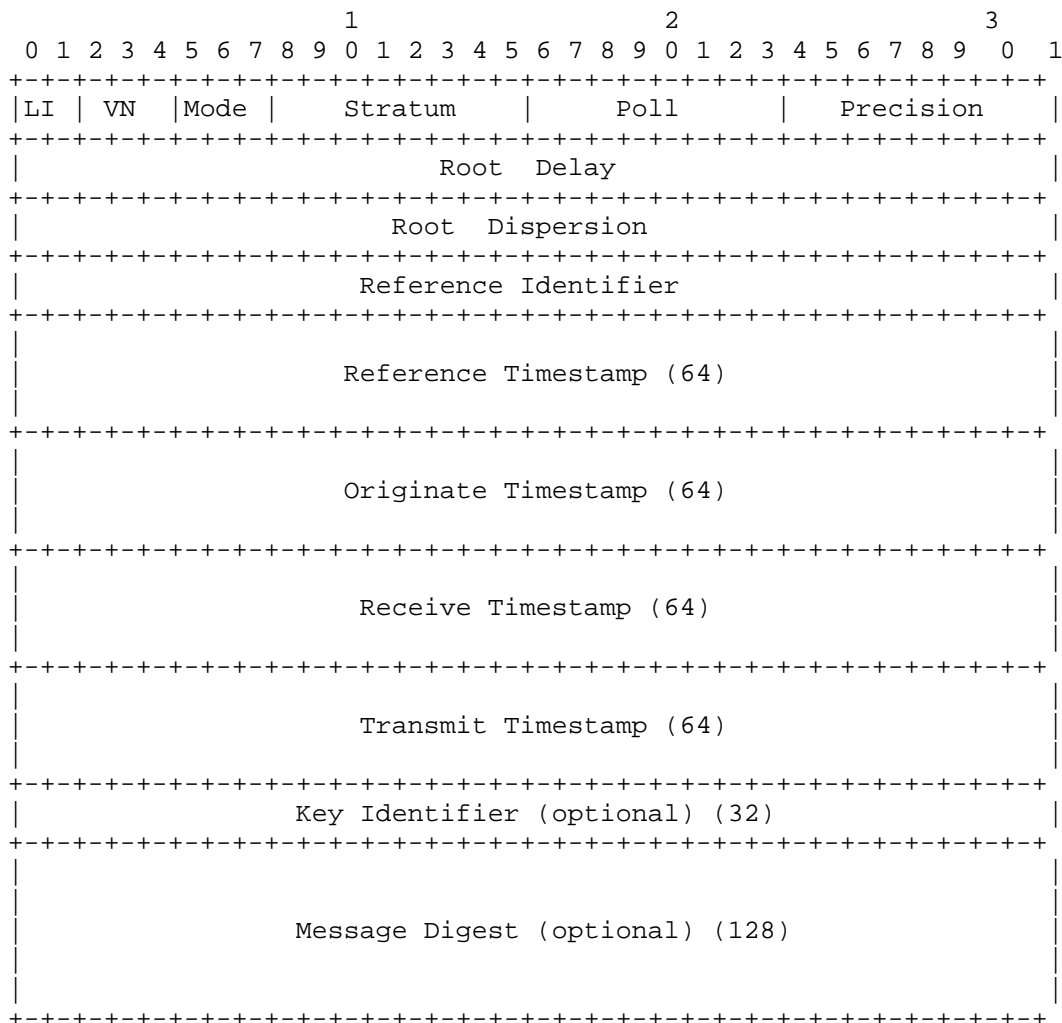 1                   2                   3
 0 1 2 3 4 5 6 7 8 9 0 1 2 3 4 5 6 7 8 9 0 1 2 3 4 5 6 7 8 9  0  1
+-+-+-+-+-+-+-+-+-+-+-+-+-+-+-+-+-+-+-+-+-+-+-+-+-+-+-+-+-+-+-+-+
|LI | VN  |Mode |    Stratum    |     Poll      |   Precision    |
+-+-+-+-+-+-+-+-+-+-+-+-+-+-+-+-+-+-+-+-+-+-+-+-+-+-+-+-+-+-+-+-+
|                          Root  Delay                           |
+-+-+-+-+-+-+-+-+-+-+-+-+-+-+-+-+-+-+-+-+-+-+-+-+-+-+-+-+-+-+-+-+
|                       Root  Dispersion                         |
+-+-+-+-+-+-+-+-+-+-+-+-+-+-+-+-+-+-+-+-+-+-+-+-+-+-+-+-+-+-+-+-+
|                     Reference Identifier                       |
+-+-+-+-+-+-+-+-+-+-+-+-+-+-+-+-+-+-+-+-+-+-+-+-+-+-+-+-+-+-+-+-+
|                                                                |
|                    Reference Timestamp (64)                    |
|                                                                |
+-+-+-+-+-+-+-+-+-+-+-+-+-+-+-+-+-+-+-+-+-+-+-+-+-+-+-+-+-+-+-+-+
|                                                                |
|                    Originate Timestamp (64)                    |
|                                                                |
+-+-+-+-+-+-+-+-+-+-+-+-+-+-+-+-+-+-+-+-+-+-+-+-+-+-+-+-+-+-+-+-+
|                                                                |
|                     Receive Timestamp (64)                     |
|                                                                |
+-+-+-+-+-+-+-+-+-+-+-+-+-+-+-+-+-+-+-+-+-+-+-+-+-+-+-+-+-+-+-+-+
|                                                                |
|                     Transmit Timestamp (64)                    |
|                                                                |
+-+-+-+-+-+-+-+-+-+-+-+-+-+-+-+-+-+-+-+-+-+-+-+-+-+-+-+-+-+-+-+-+
|                 Key Identifier (optional) (32)                 |
+-+-+-+-+-+-+-+-+-+-+-+-+-+-+-+-+-+-+-+-+-+-+-+-+-+-+-+-+-+-+-+-+
|                                                                |
|                                                                |
|                 Message Digest (optional) (128)                |
|                                                                |
|                                                                |
+-+-+-+-+-+-+-+-+-+-+-+-+-+-+-+-+-+-+-+-+-+-+-+-+-+-+-+-+-+-+-+-+